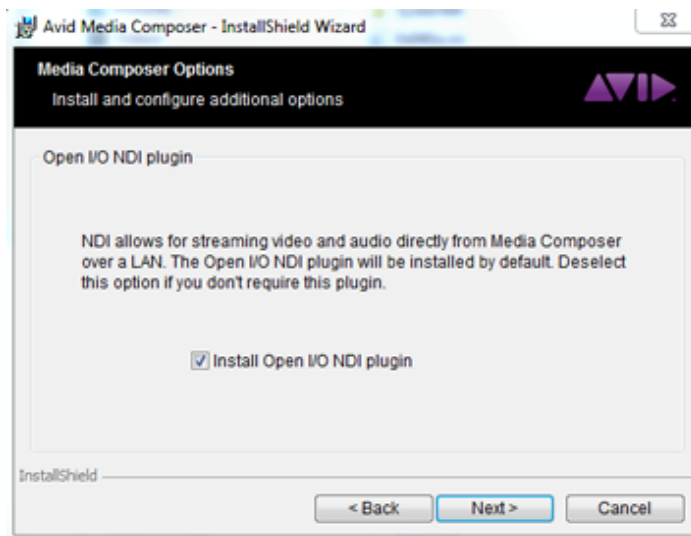 Avid Media Composer - InstallShield Wizard
Media Composer Options
Install and configure additional options
AVID
Open I/O NDI plugin
NDI allows for streaming video and audio directly from Media Composer
over a LAN. The Open I/O NDI plugin will be installed by default. Deselect
this option if you don't require this plugin.
Install Open I/O NDI plugin
InstallShield
< Back
Next >
Cancel